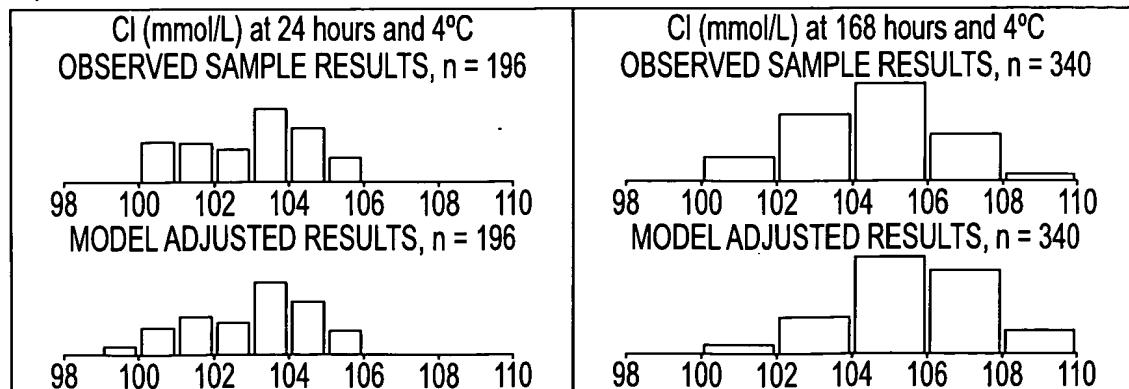 Cl (mmol/L) at 24 hours and 4ºC
OBSERVED SAMPLE RESULTS, n = 196
98 100 102 104 106 108 110
MODEL ADJUSTED RESULTS, n = 196
98 100 102 104 106 108 110
Cl (mmol/L) at 168 hours and 4ºC
OBSERVED SAMPLE RESULTS, n = 340
98 100 102 104 106 108 110
MODEL ADJUSTED RESULTS, n = 340
98 100 102 104 106 108 110